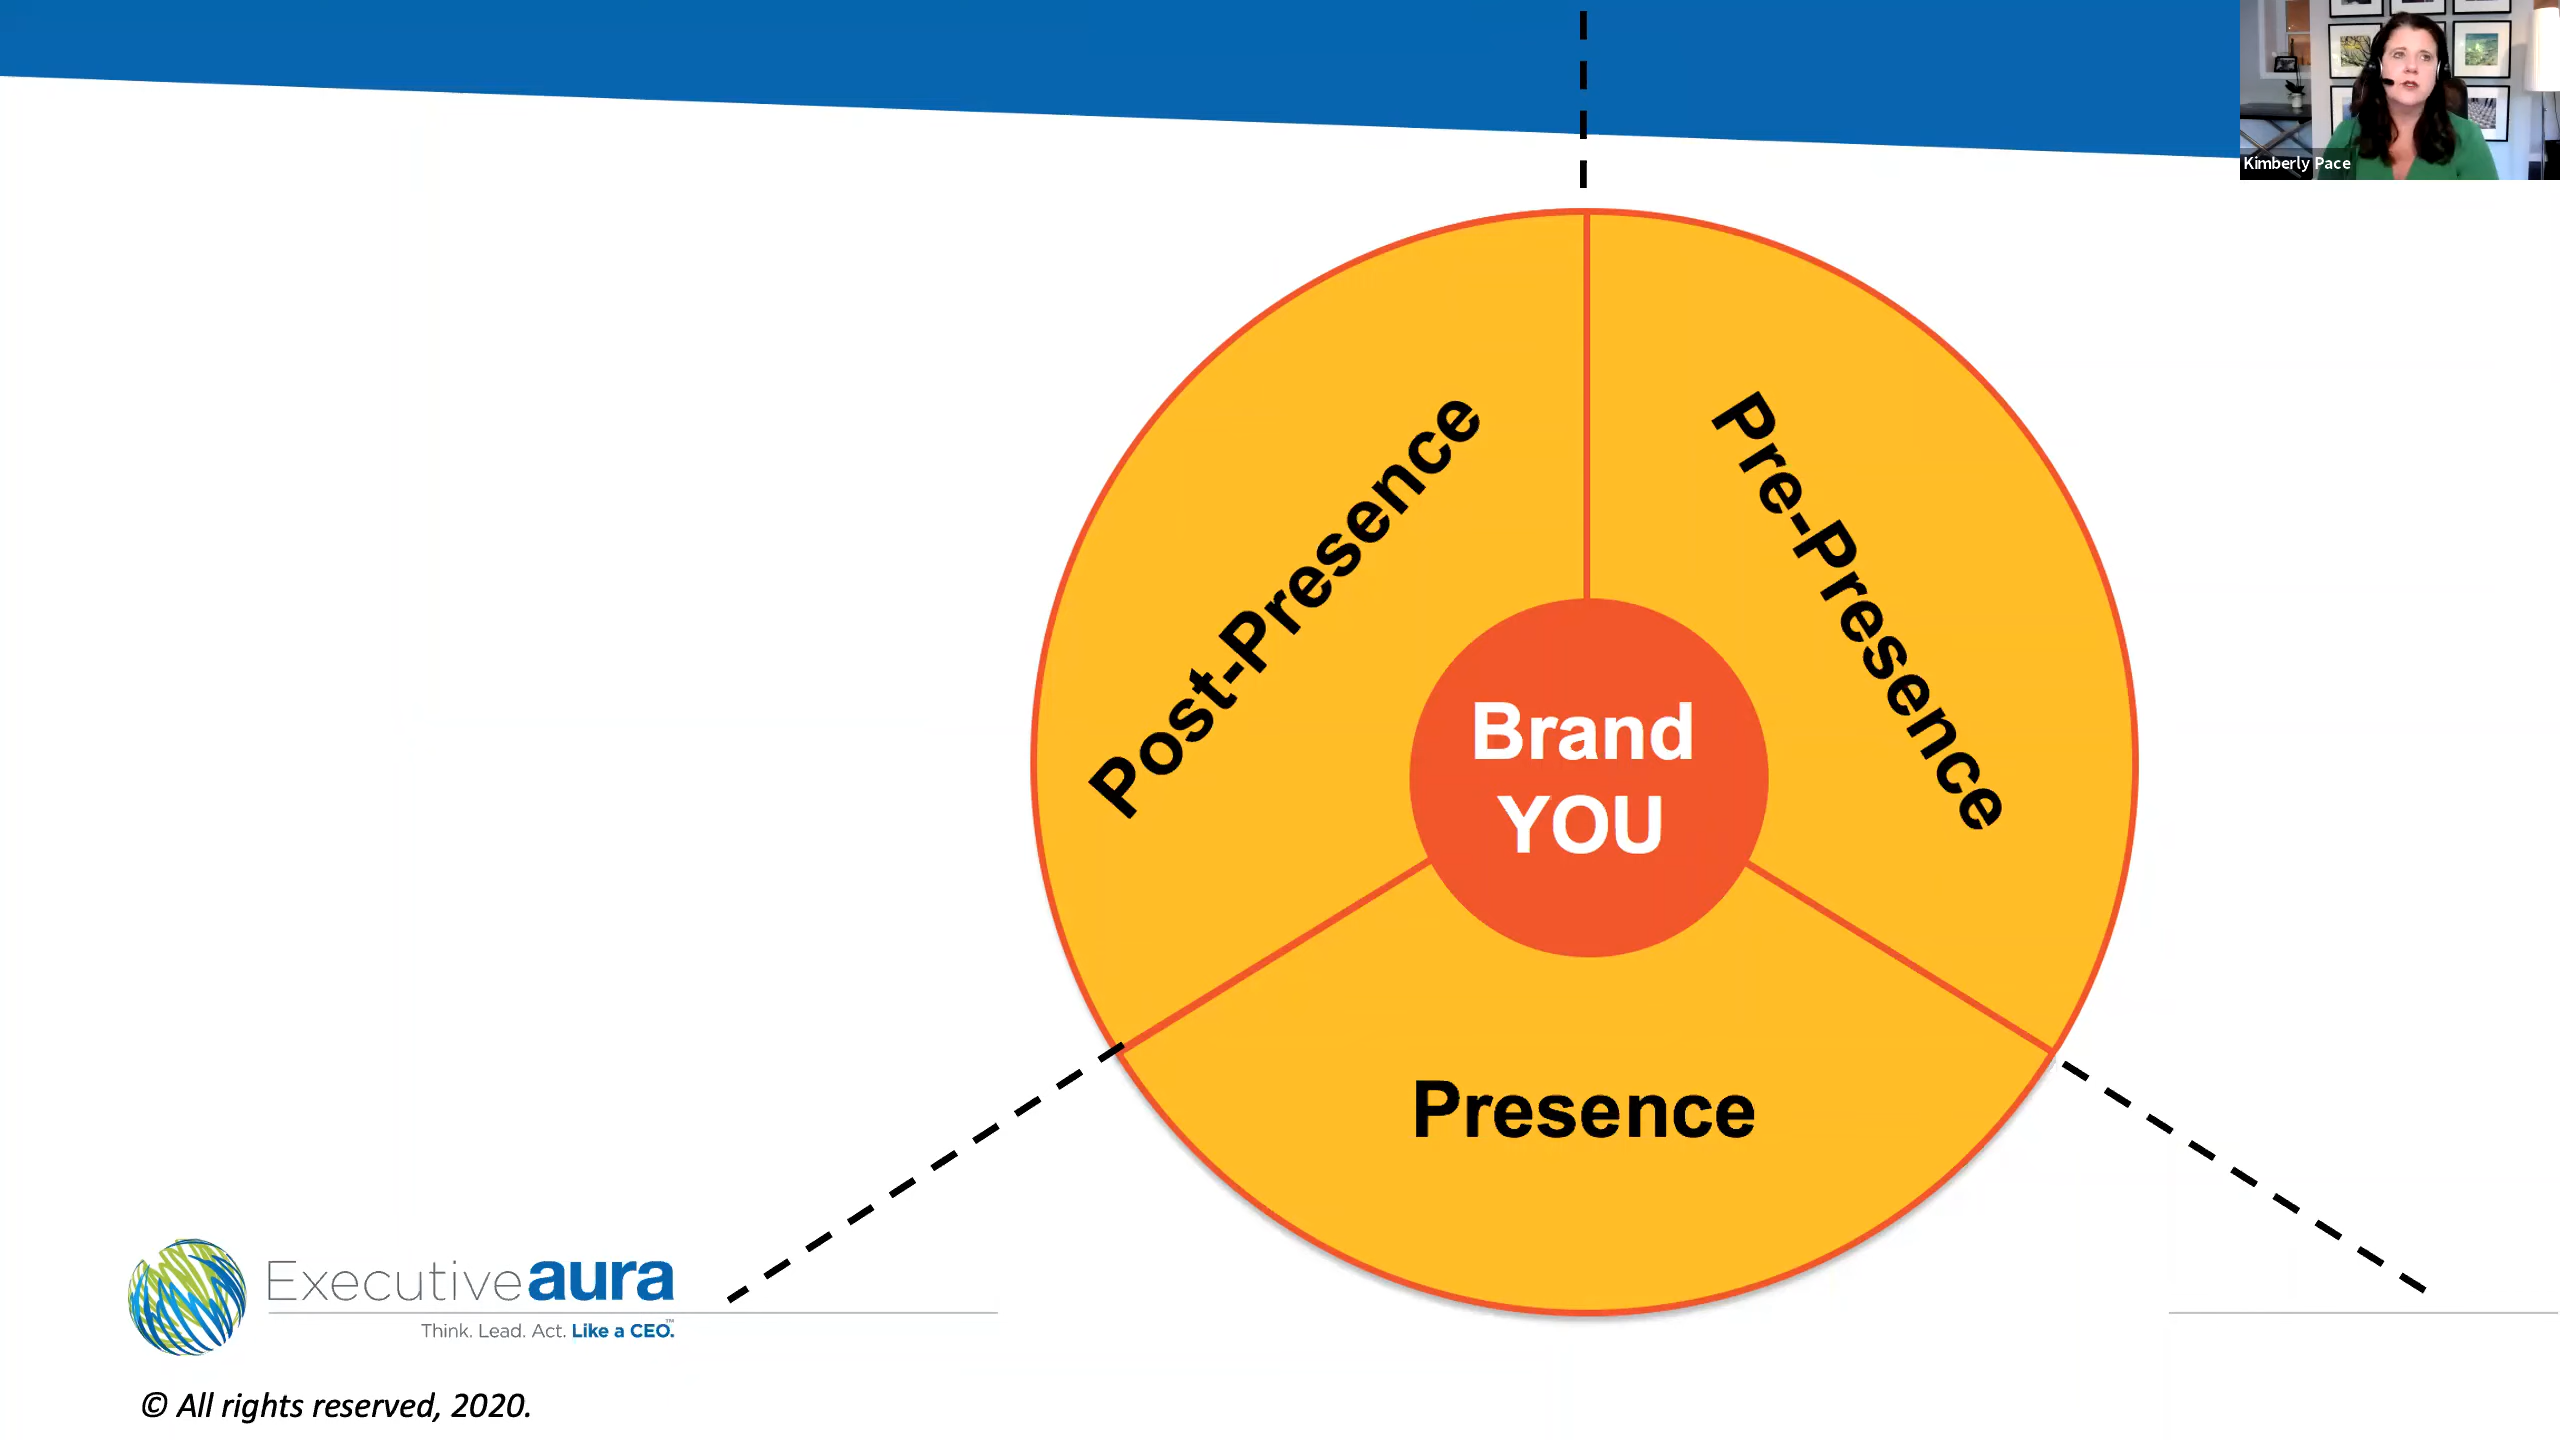 Kimberly Pace
Post-Presence
Pre-Presence
Brand
YOU
Presence
Executiveaura
Think. Lead. Act. Like a CEO.™
© All rights reserved, 2020.